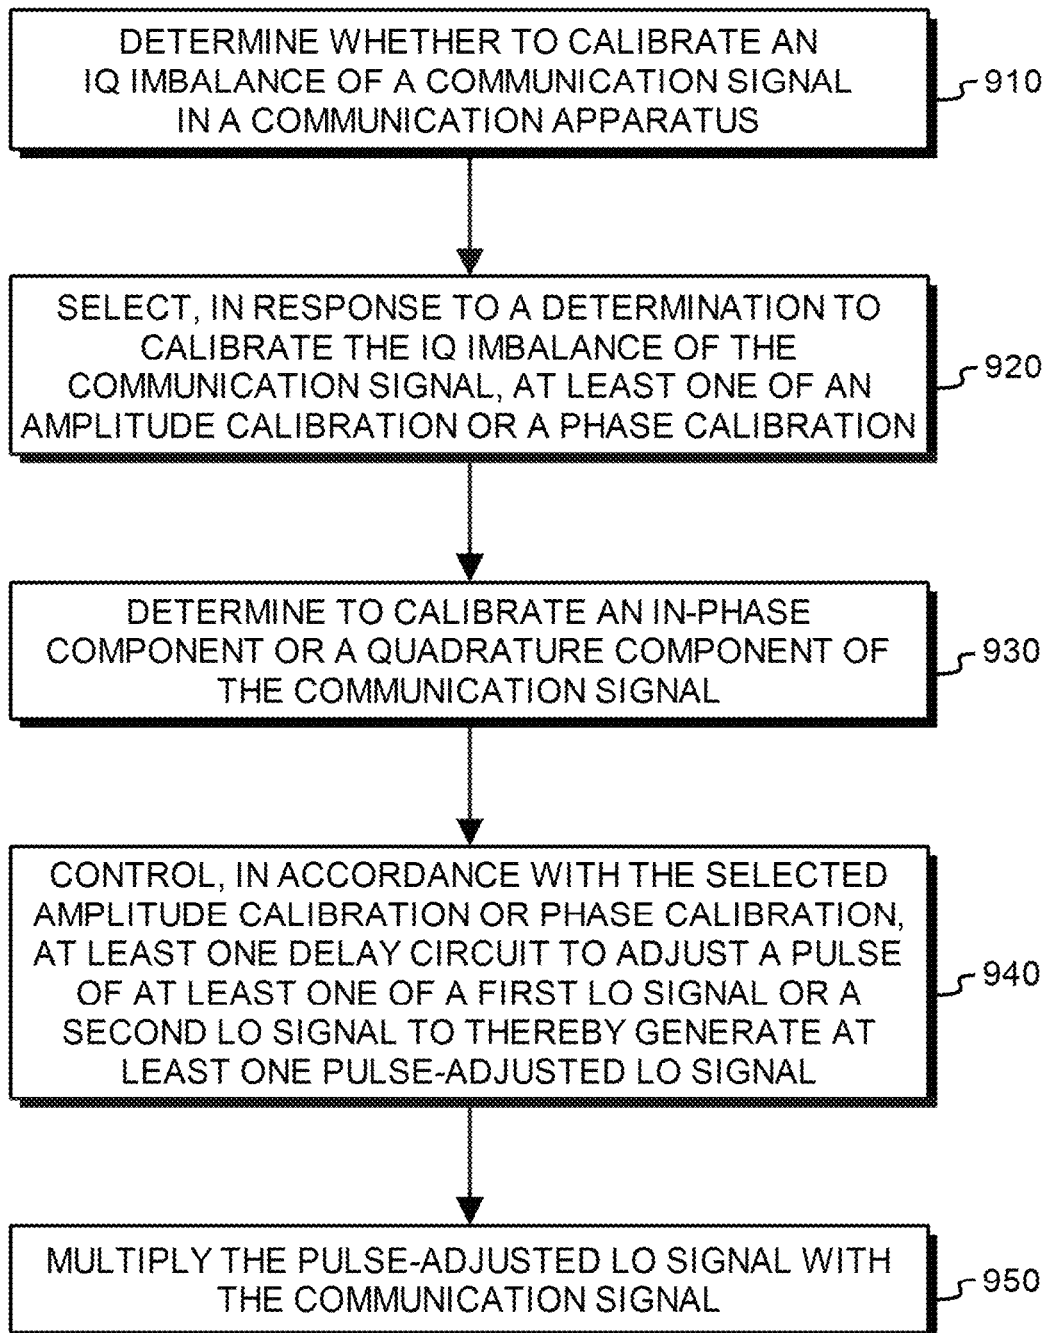 DETERMINE WHETHER TO CALIBRATE AN
IQ IMBALANCE OF A COMMUNICATION SIGNAL
IN A COMMUNICATION APPARATUS
910
SELECT, IN RESPONSE TO A DETERMINATION TO
CALIBRATE THE IQ IMBALANCE OF THE
COMMUNICATION SIGNAL, AT LEAST ONE OF AN
AMPLITUDE CALIBRATION OR A PHASE CALIBRATION
920
DETERMINE TO CALIBRATE AN IN-PHASE
COMPONENT OR A QUADRATURE COMPONENT OF
THE COMMUNICATION SIGNAL
930
CONTROL, IN ACCORDANCE WITH THE SELECTED
AMPLITUDE CALIBRATION OR PHASE CALIBRATION,
AT LEAST ONE DELAY CIRCUIT TO ADJUST A PULSE
OF AT LEAST ONE OF A FIRST LO SIGNAL OR A
SECOND LO SIGNAL TO THEREBY GENERATE AT
LEAST ONE PULSE-ADJUSTED LO SIGNAL
940
MULTIPLY THE PULSE-ADJUSTED LO SIGNAL WITH
THE COMMUNICATION SIGNAL
950